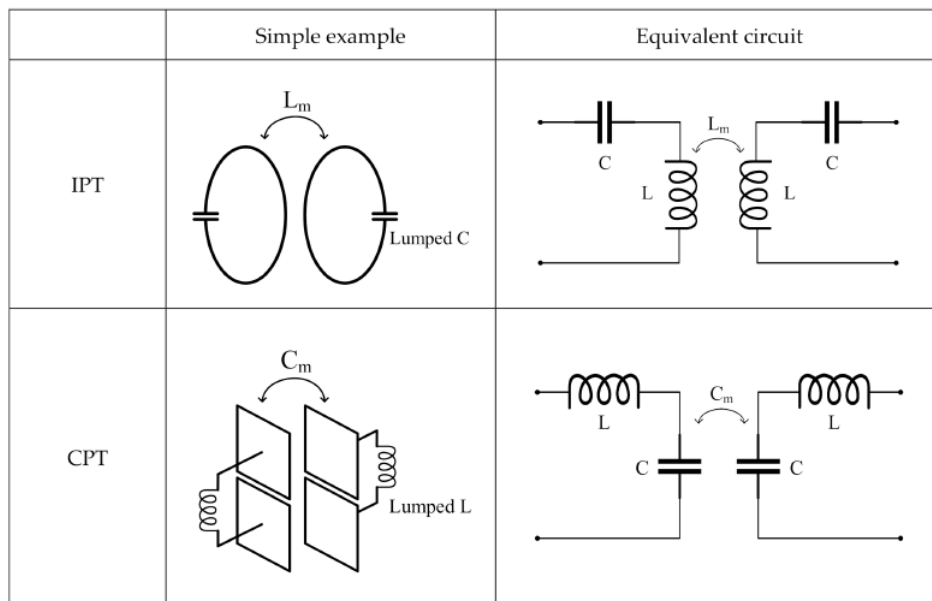 Simple example
Equivalent circuit
IPT
Lm
Lumped C
C
Lm
C
L
L
CPT
Cm
Lumped L
L
Cm
L
C
C